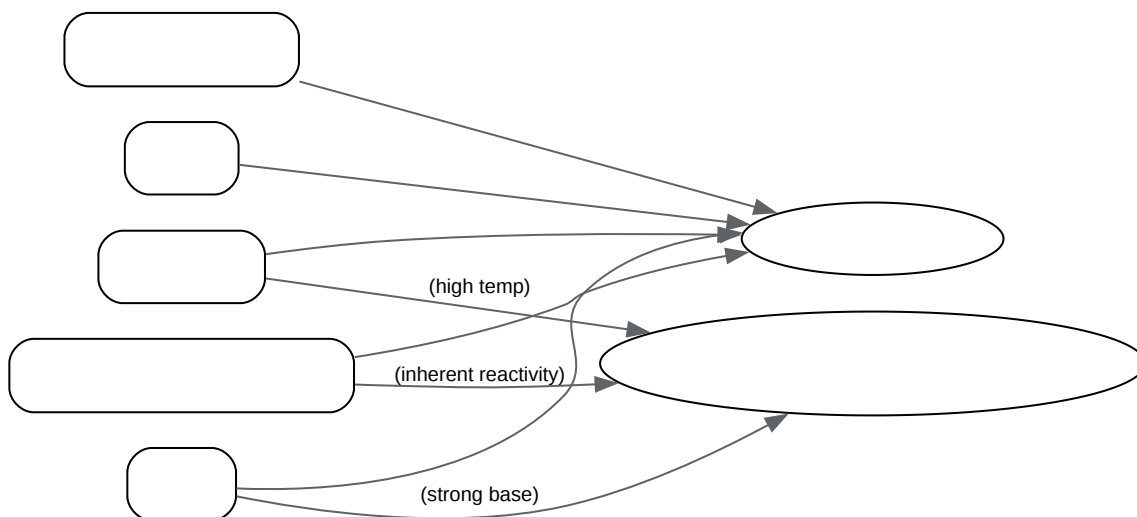 (high temp)
(inherent reactivity)
(strong base)